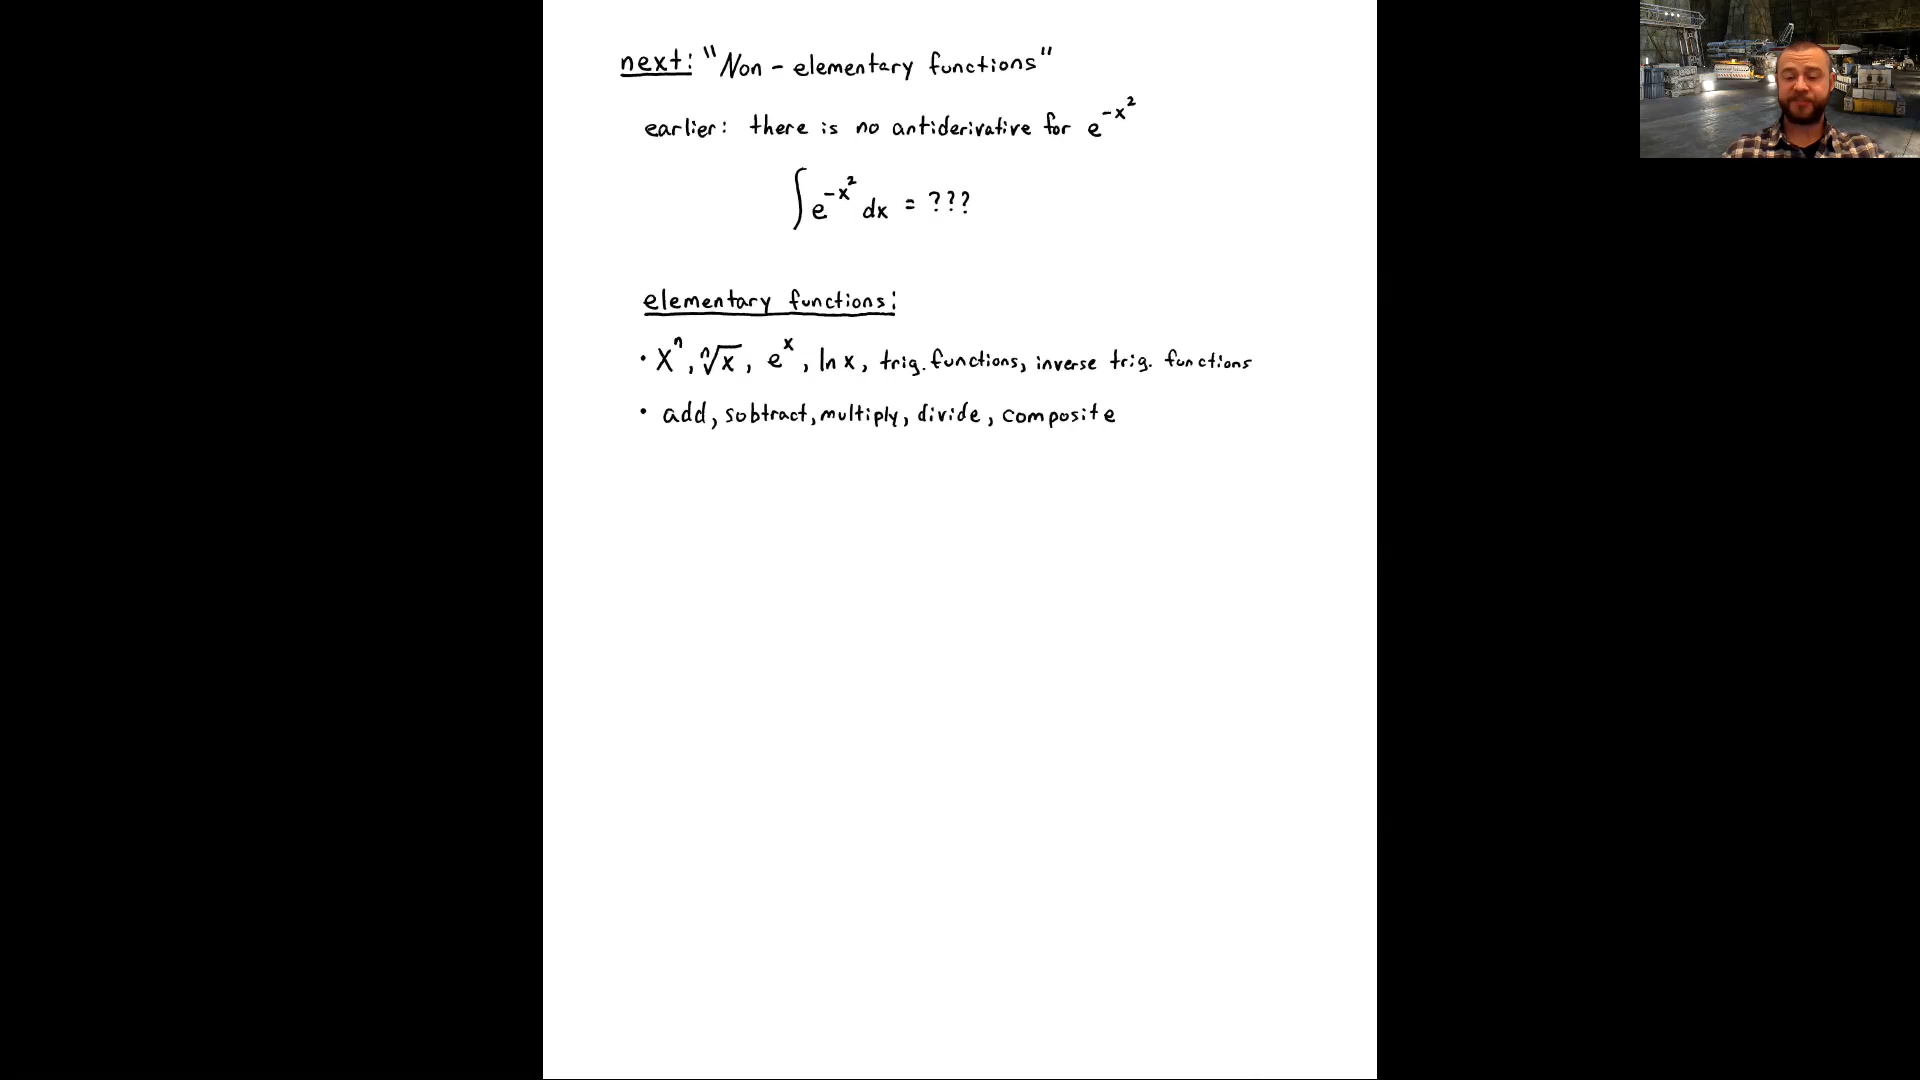 next: "Non-elementary functions"
earlier: there is no antiderivative for e^{-x^2}
∫ e^{-x^2} dx = ???
elementary functions:
• x^n, ⁿ√x, e^x, ln x, trig. functions, inverse trig. functions
• add, subtract, multiply, divide, composite